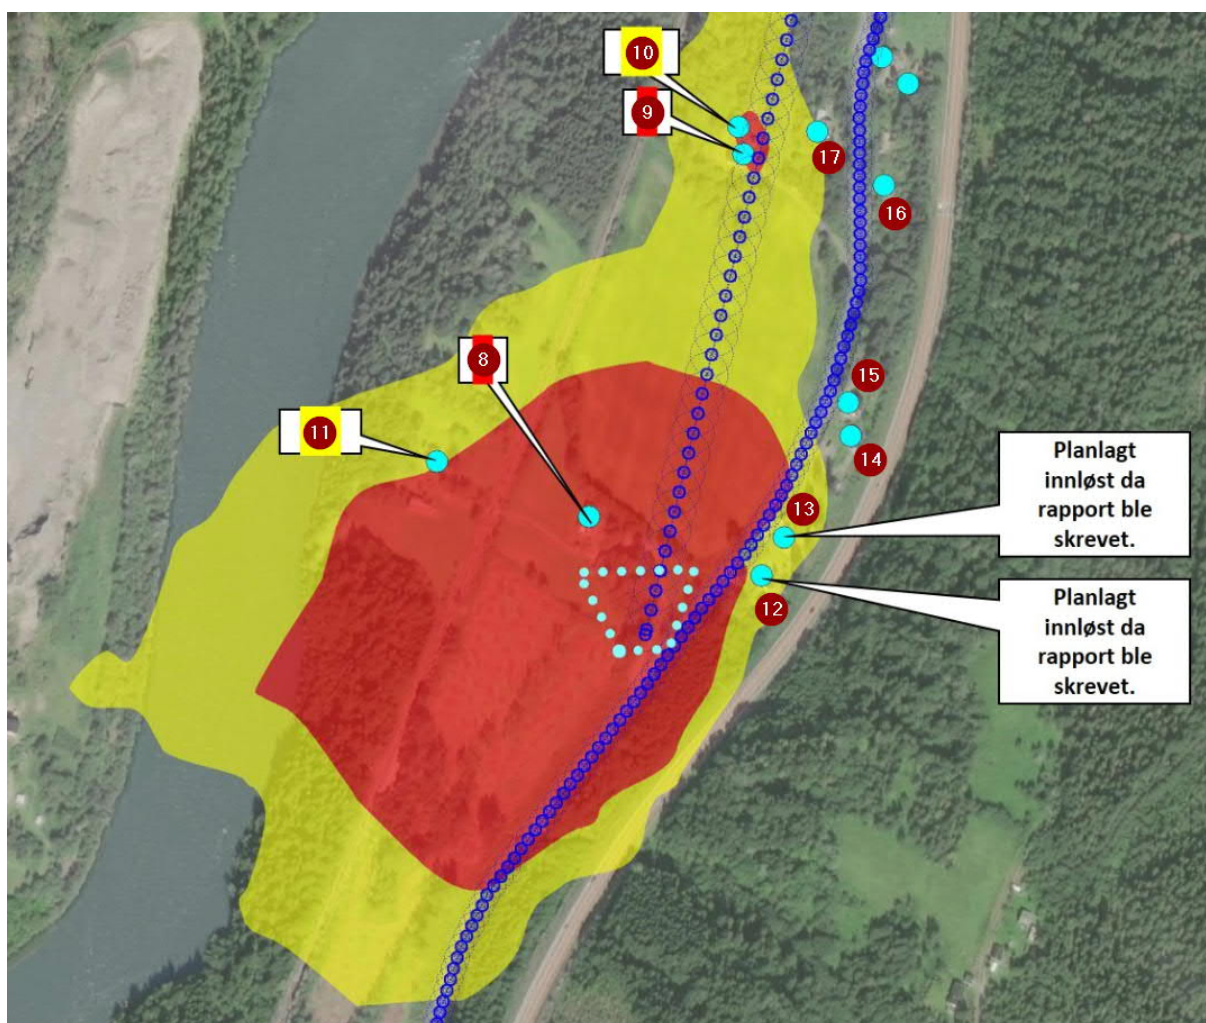 10
9
17
16
8
15
11
14
Planlagt
innløst da
rapport ble
skrevet.
13
12
Planlagt
innløst da
rapport ble
skrevet.